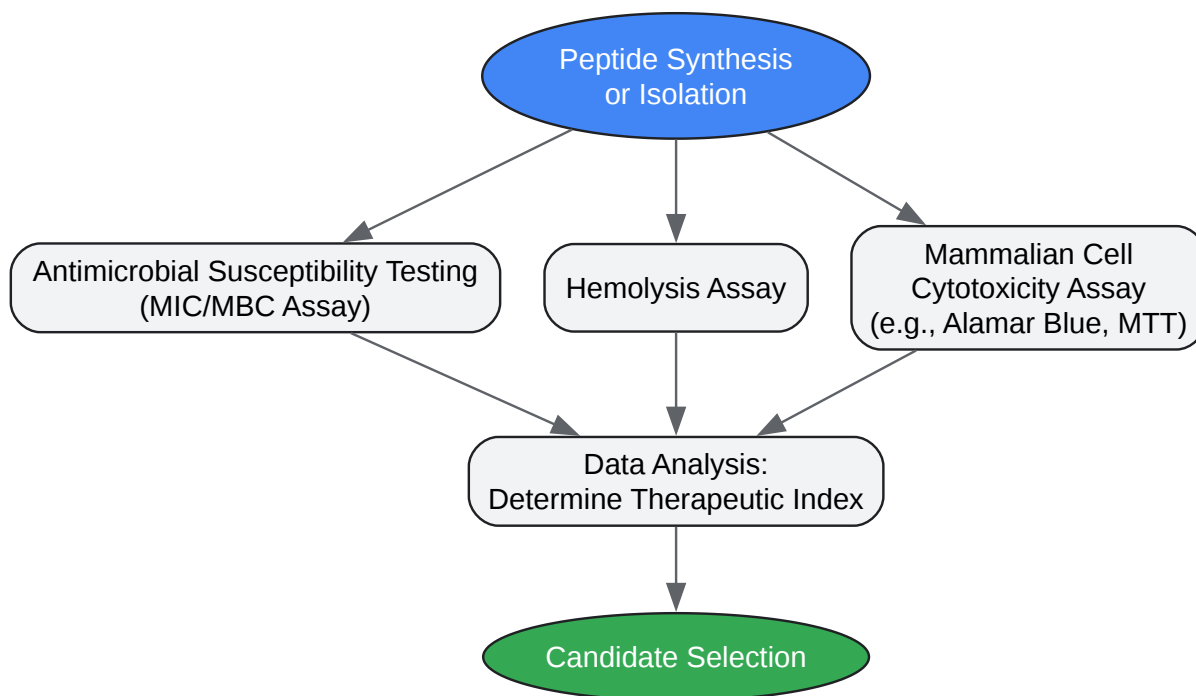 Peptide Synthesis
or Isolation
Antimicrobial Susceptibility Testing
(MIC/MBC Assay)
Hemolysis Assay
Mammalian Cell
Cytotoxicity Assay
(e.g., Alamar Blue, MTT)
Data Analysis:
Determine Therapeutic Index
Candidate Selection